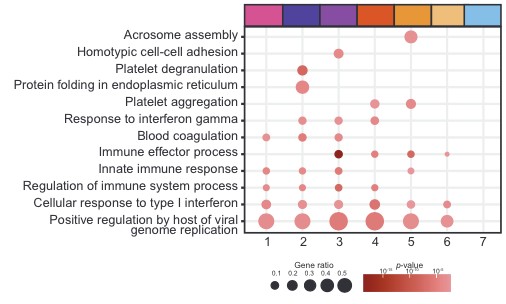 Acrosome assembly
Homotypic cell-cell adhesion
Platelet degranulation
Protein folding in endoplasmic reticulum
Platelet aggregation
Response to interferon gamma
Blood coagulation
Immune effector process
Innate immune response
Regulation of immune system process
Cellular response to type I interferon
Positive regulation by host of viral
genome replication
1 2 3 4 5 6 7
Gene ratio
0.1 0.2 0.3 0.4 0.5
p-value